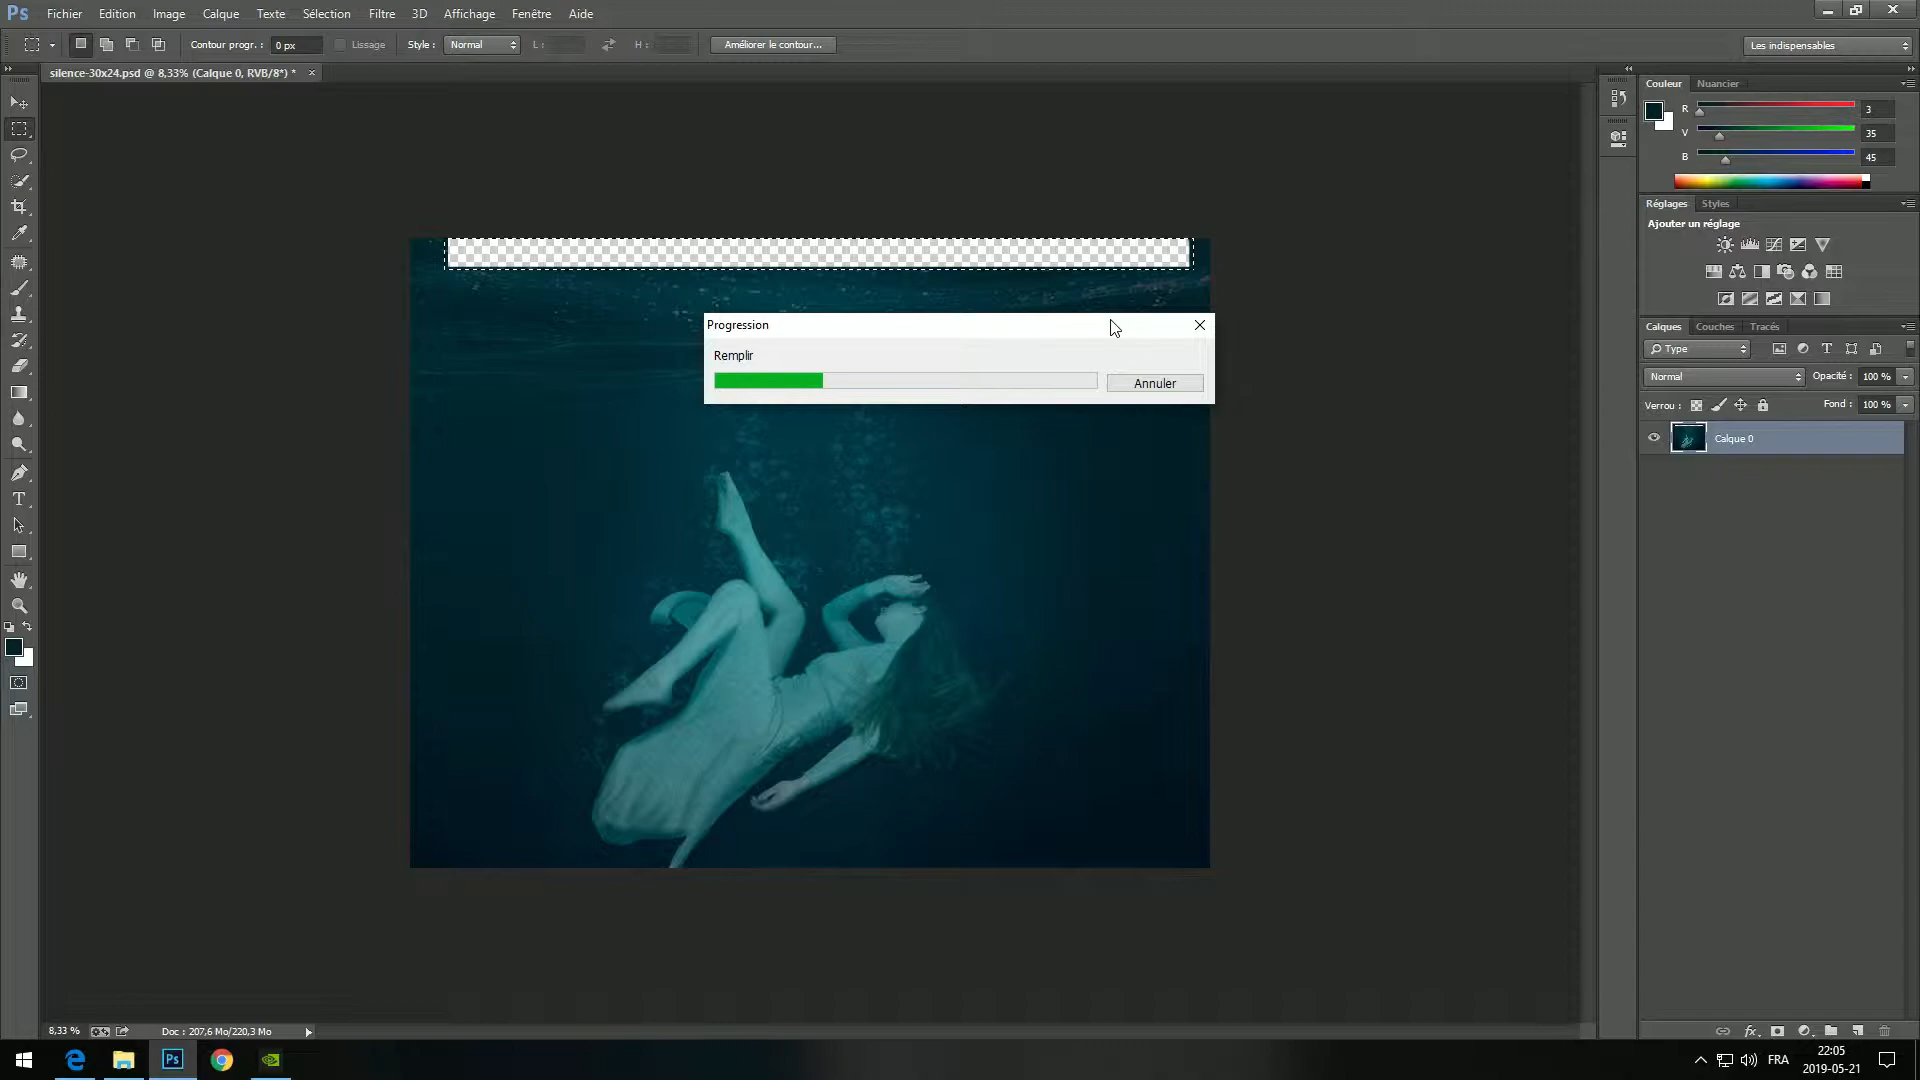 Ps Fichier Edition Image Calque Texte Sélection Filtre 3D Affichage Fenêtre Aide
Contour progr. : 0 px Lissage Style : Normal L : H : Améliorer le contour... Les indispensables
silence-30x24.psd @ 8,33% (Calque 0, RVB/8*) * ×
Couleur Nuancier
R 3
V 35
B 45
Réglages Styles
Ajouter un réglage
Progression
Remplir
Annuler
Calques Couches Tracés
Type
Normal Opacité : 100 %
Verrou : Fond : 100 %
Calque 0
8,33 % Doc : 207,6 Mo/220,3 Mo
fx
Ps FRA 22:05
2019-05-21